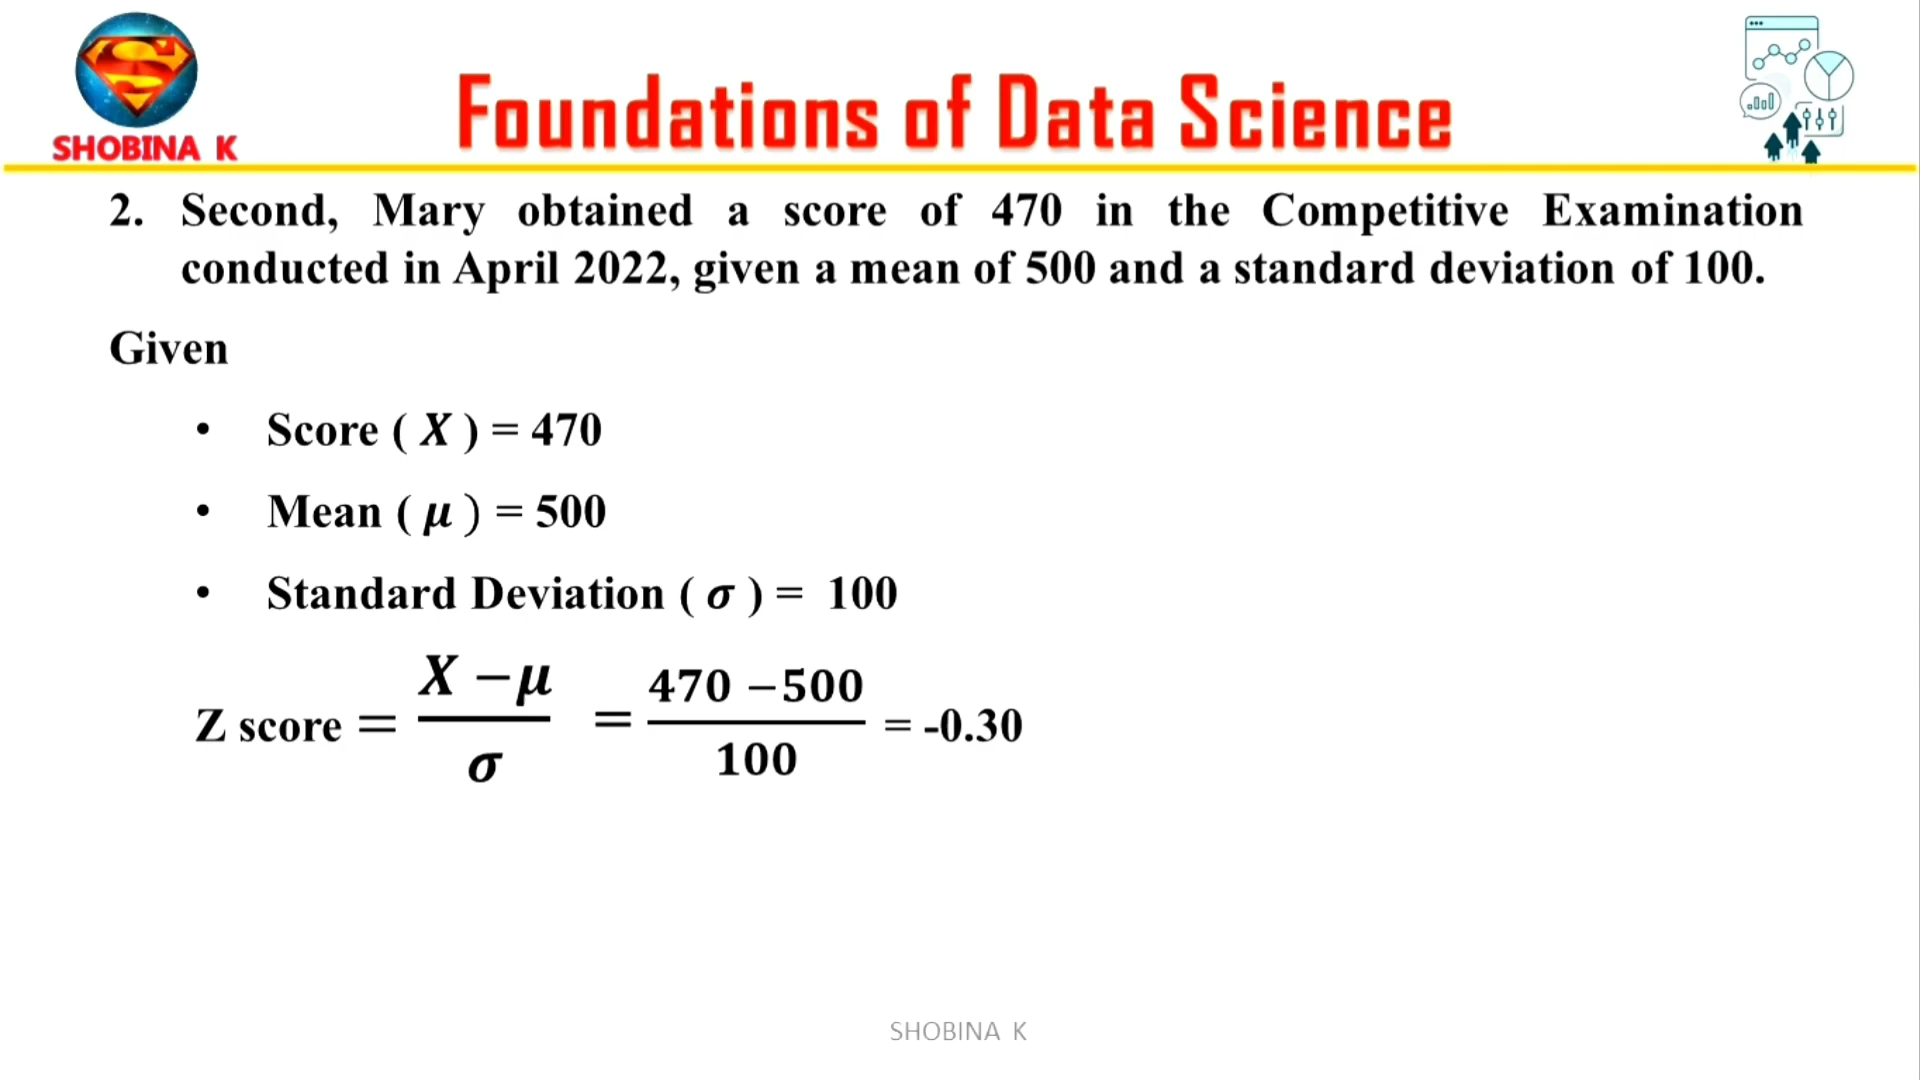 SHOBINA K
Foundations of Data Science
2. Second, Mary obtained a score of 470 in the Competitive Examination
conducted in April 2022, given a mean of 500 and a standard deviation of 100.
Given
• Score ( X ) = 470
• Mean ( μ ) = 500
• Standard Deviation ( σ ) = 100
Z score = X − μ / σ = 470 − 500 / 100 = -0.30
SHOBINA K